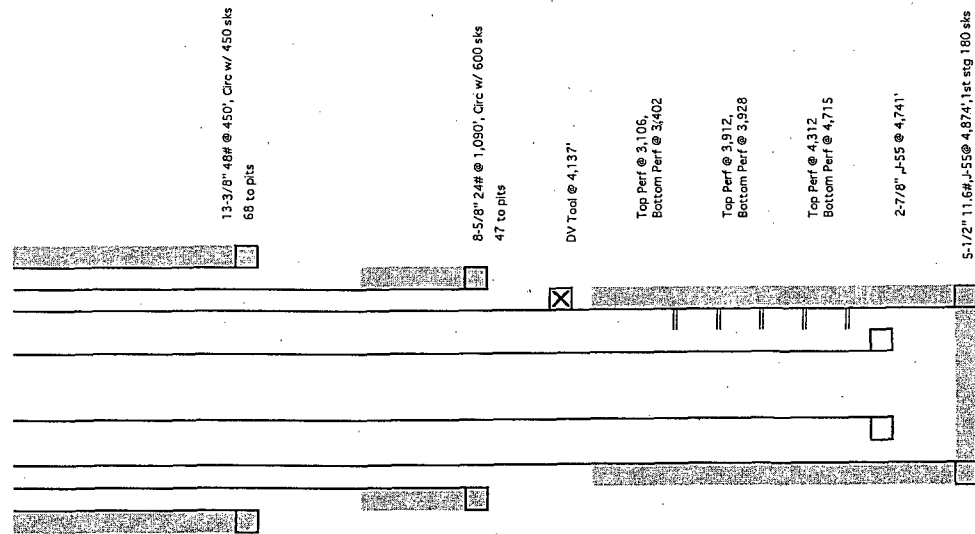 13-3/8" 48# @ 450', Circ w/ 450 sks
68 to pits
8-5/8" 24# @ 1,090', Circ w/ 600 sks
47 to pits
DV Tool @ 4,137'
Top Perf @ 3,106,
Bottom Perf @ 3,402
Top Perf @ 3,912,
Bottom Perf @ 3,928
Top Perf @ 4,312
Bottom Perf @ 4,715
2-7/8" J-55 @ 4,741'
5-1/2" 11.6#, J-55@ 4,874', 1st stg 180 sks